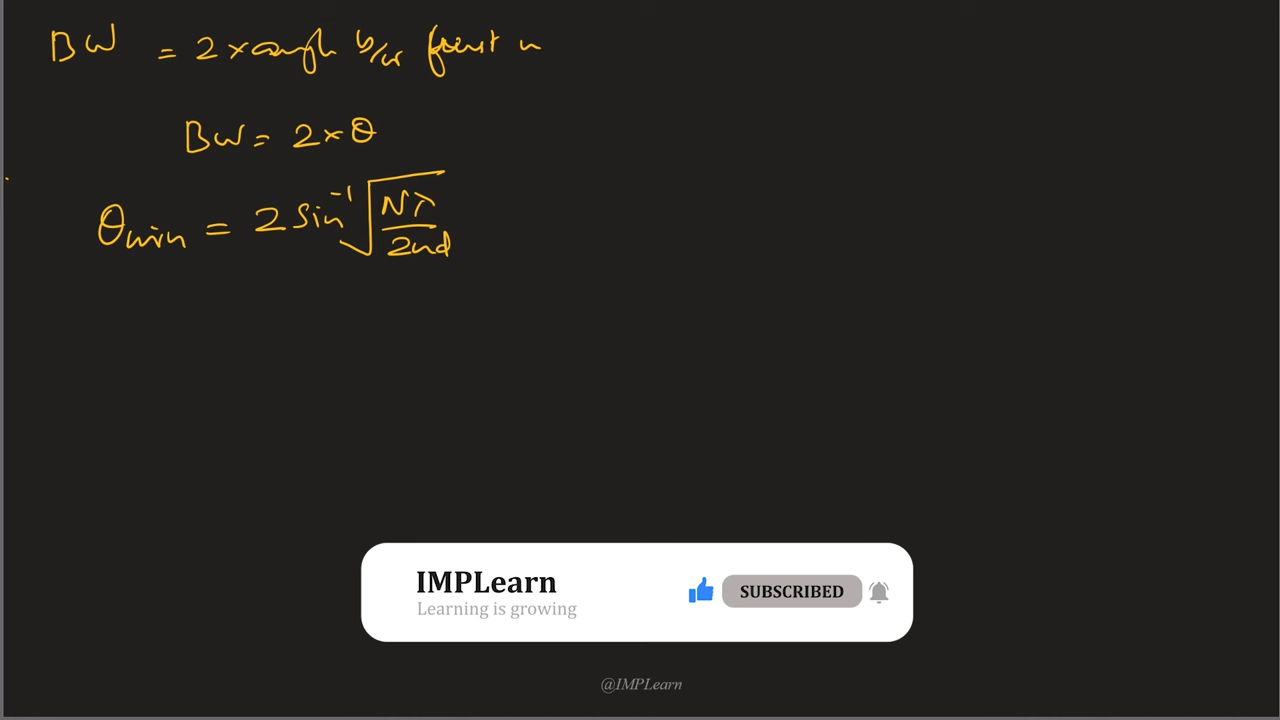 BW = 2 × angle b/w first n
BW = 2 × θ
θmin = 2 sin⁻¹ √(Nλ/2nd)
IMPLearn
Learning is growing
SUBSCRIBED
@IMPLearn